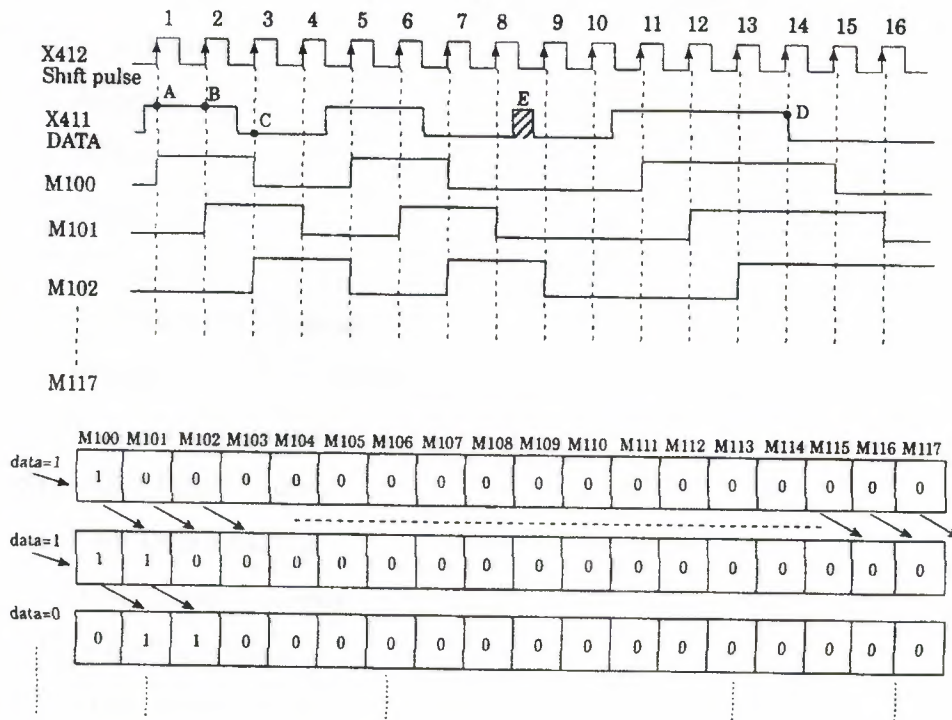 1 2 3 4 5 6 7 8 9 10 11 12 13 14 15 16
X412
Shift pulse
A B C E D
X411
DATA
M100
M101
M102
M117
M100 M101 M102 M103 M104 M105 M106 M107 M108 M109 M110 M111 M112 M113 M114 M115 M116 M117
data=1
1 0 0 0 0 0 0 0 0 0 0 0 0 0 0 0 0 0
data=1
1 1 0 0 0 0 0 0 0 0 0 0 0 0 0 0 0 0
data=0
0 1 1 0 0 0 0 0 0 0 0 0 0 0 0 0 0 0